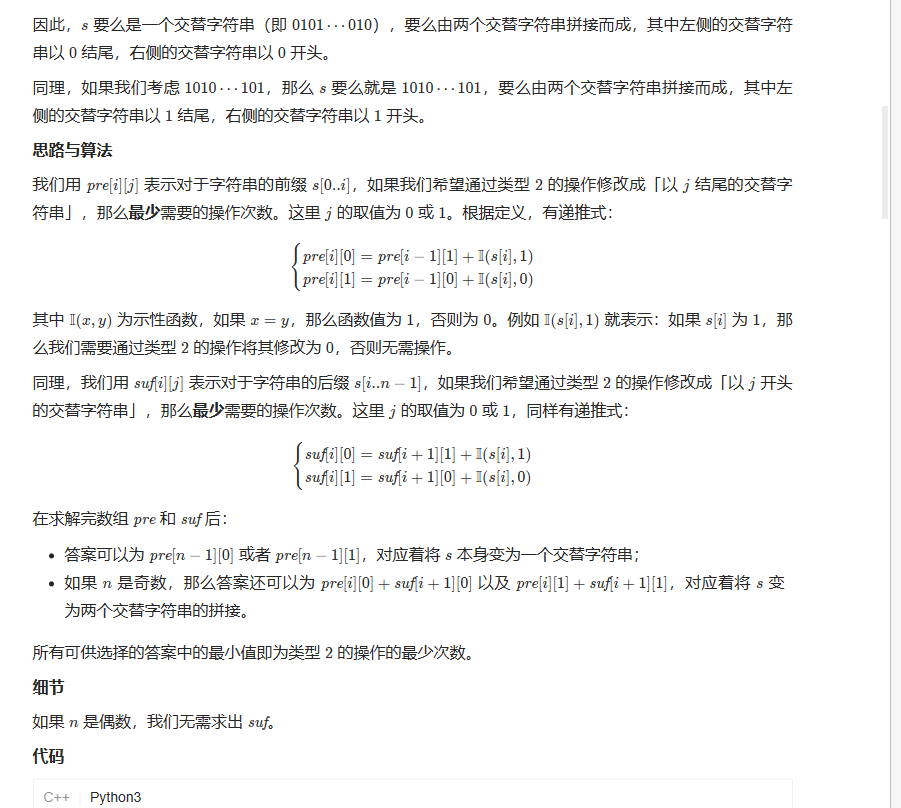 因此，s 要么是一个交替字符串（即 0101⋯010），要么由两个交替字符串拼接而成，其中左侧的交替字符
串以 0 结尾，右侧的交替字符串以 0 开头。
同理，如果我们考虑 1010⋯101，那么 s 要么就是 1010⋯101，要么由两个交替字符串拼接而成，其中左
侧的交替字符串以 1 结尾，右侧的交替字符串以 1 开头。
思路与算法
我们用 pre[i][j] 表示对于字符串的前缀 s[0..i]，如果我们希望通过类型 2 的操作修改成「以 j 结尾的交替字
符串」，那么最少需要的操作次数。这里 j 的取值为 0 或 1。根据定义，有递推式：
pre[i][0] = pre[i − 1][1] + 𝕀(s[i], 1)
pre[i][1] = pre[i − 1][0] + 𝕀(s[i], 0)
其中 𝕀(x, y) 为示性函数，如果 x = y，那么函数值为 1，否则为 0。例如 𝕀(s[i], 1) 就表示：如果 s[i] 为 1，那
么我们需要通过类型 2 的操作将其修改为 0，否则无需操作。
同理，我们用 suf[i][j] 表示对于字符串的后缀 s[i..n − 1]，如果我们希望通过类型 2 的操作修改成「以 j 开头
的交替字符串」，那么最少需要的操作次数。这里 j 的取值为 0 或 1，同样有递推式：
suf[i][0] = suf[i + 1][1] + 𝕀(s[i], 1)
suf[i][1] = suf[i + 1][0] + 𝕀(s[i], 0)
在求解完数组 pre 和 suf 后：
• 答案可以为 pre[n − 1][0] 或者 pre[n − 1][1]，对应着将 s 本身变为一个交替字符串；
• 如果 n 是奇数，那么答案还可以为 pre[i][0] + suf[i + 1][0] 以及 pre[i][1] + suf[i + 1][1]，对应着将 s 变
为两个交替字符串的拼接。
所有可供选择的答案中的最小值即为类型 2 的操作的最少次数。
细节
如果 n 是偶数，我们无需求出 suf。
代码
C++ Python3